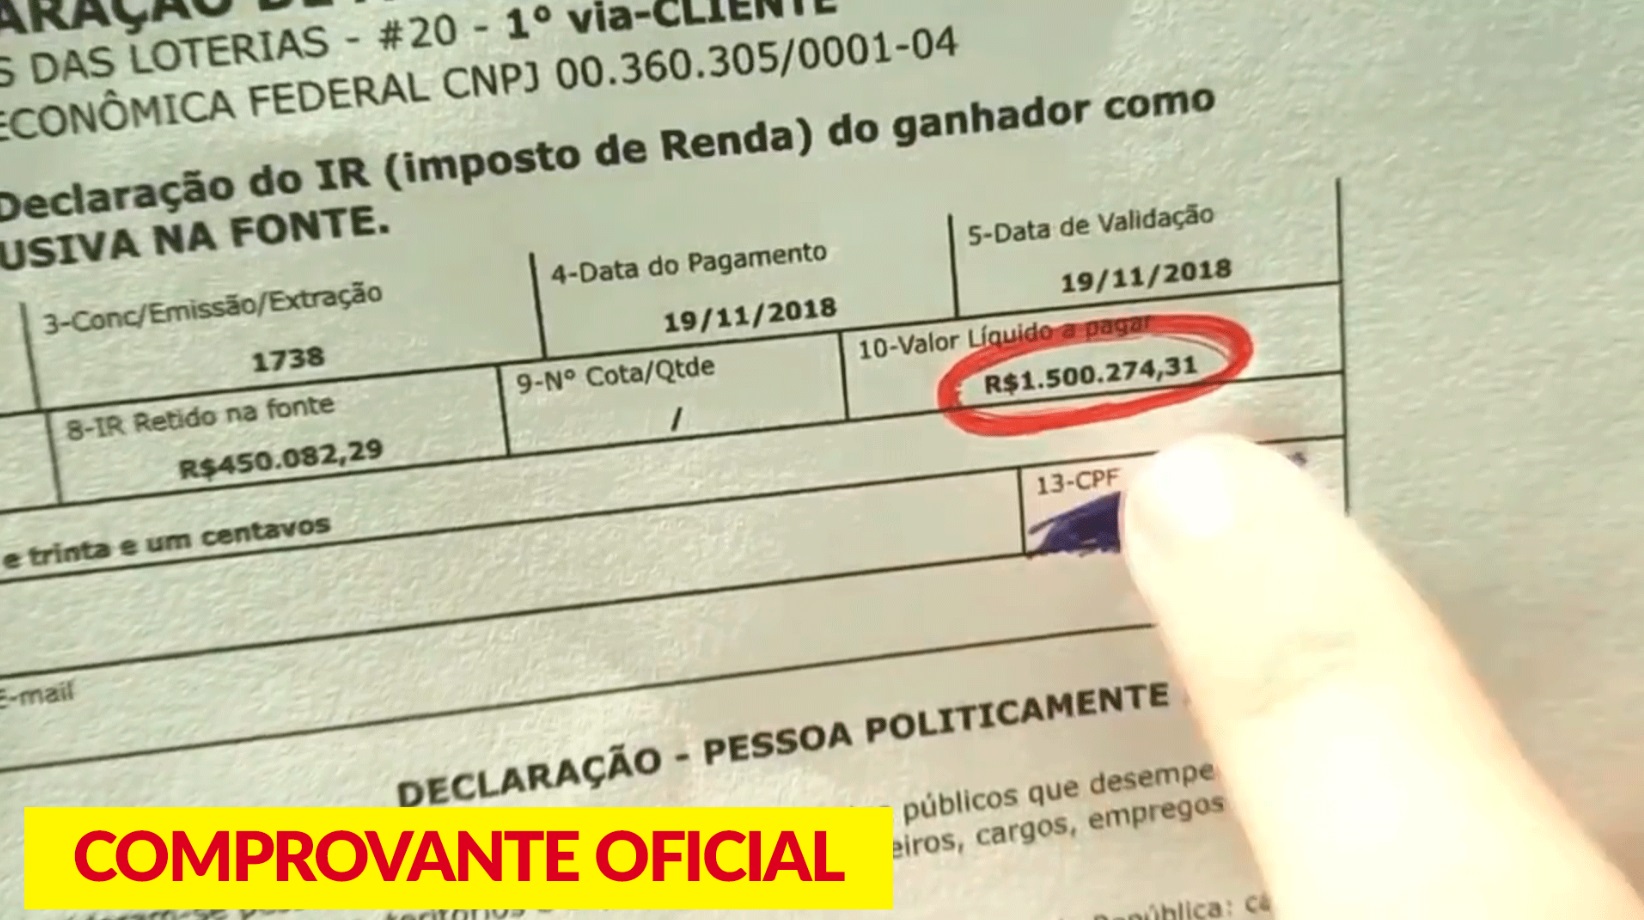 ARAÇÃO DE
S DAS LOTERIAS - #20 - 1º via-CLIENTE
ECONÔMICA FEDERAL CNPJ 00.360.305/0001-04
Declaração do IR (imposto de Renda) do ganhador como
USIVA NA FONTE.
3-Conc/Emissão/Extração
1738
4-Data do Pagamento
19/11/2018
5-Data de Validação
19/11/2018
8-IR Retido na fonte
R$450.082,29
9-Nº Cota/Qtde
/
10-Valor Líquido a pagar
R$1.500.274,31
e trinta e um centavos
13-CPF
E-mail
DECLARAÇÃO - PESSOA POLITICAMENTE
públicos que desempe
eiros, cargos, empregos
COMPROVANTE OFICIAL